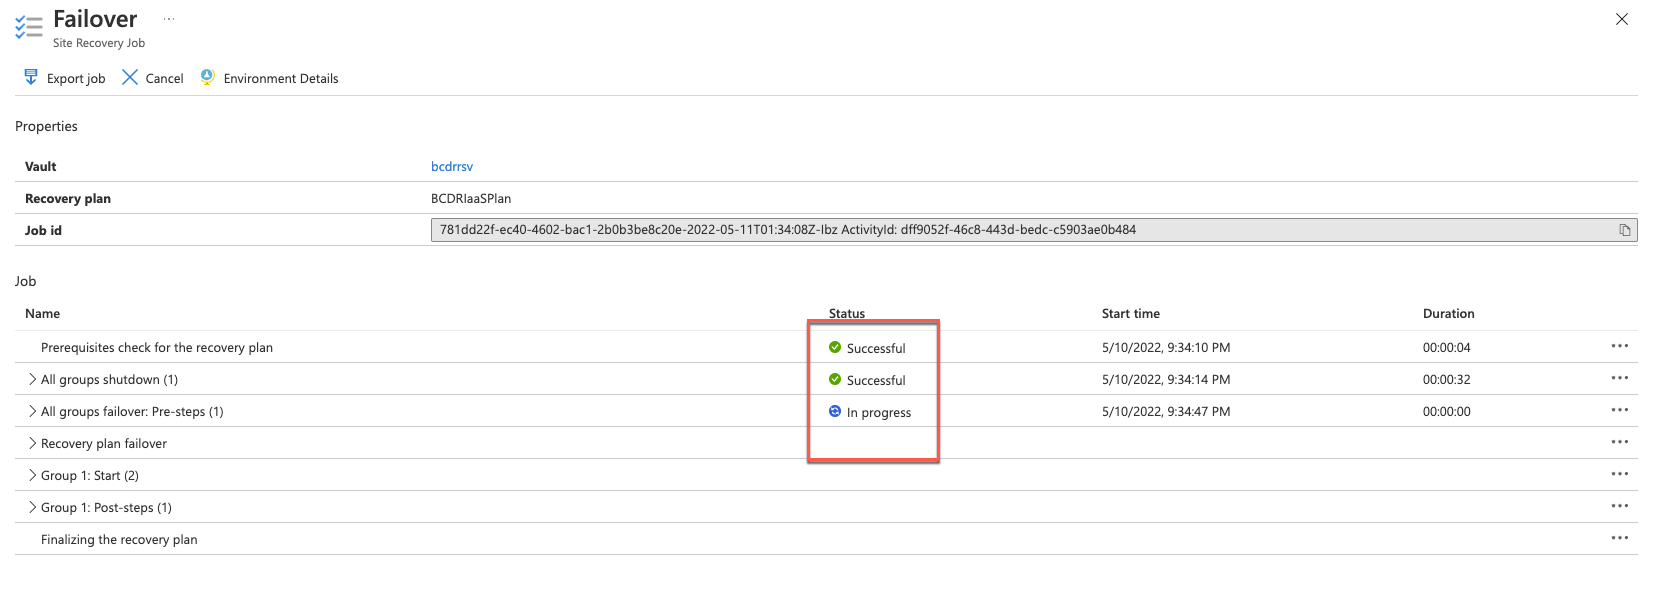 Failover ...
Site Recovery Job
Export job Cancel Environment Details
Properties
Vault bcdrrsv
Recovery plan BCDRIaaSPlan
Job id 781dd22f-ec40-4602-bac1-2b0b3be8c20e-2022-05-11T01:34:08Z-Ibz ActivityId: dff9052f-46c8-443d-bedc-c5903ae0b484
Job
Name Status Start time Duration
Prerequisites check for the recovery plan Successful 5/10/2022, 9:34:10 PM 00:00:04
All groups shutdown (1) Successful 5/10/2022, 9:34:14 PM 00:00:32
All groups failover: Pre-steps (1) In progress 5/10/2022, 9:34:47 PM 00:00:00
Recovery plan failover
Group 1: Start (2)
Group 1: Post-steps (1)
Finalizing the recovery plan